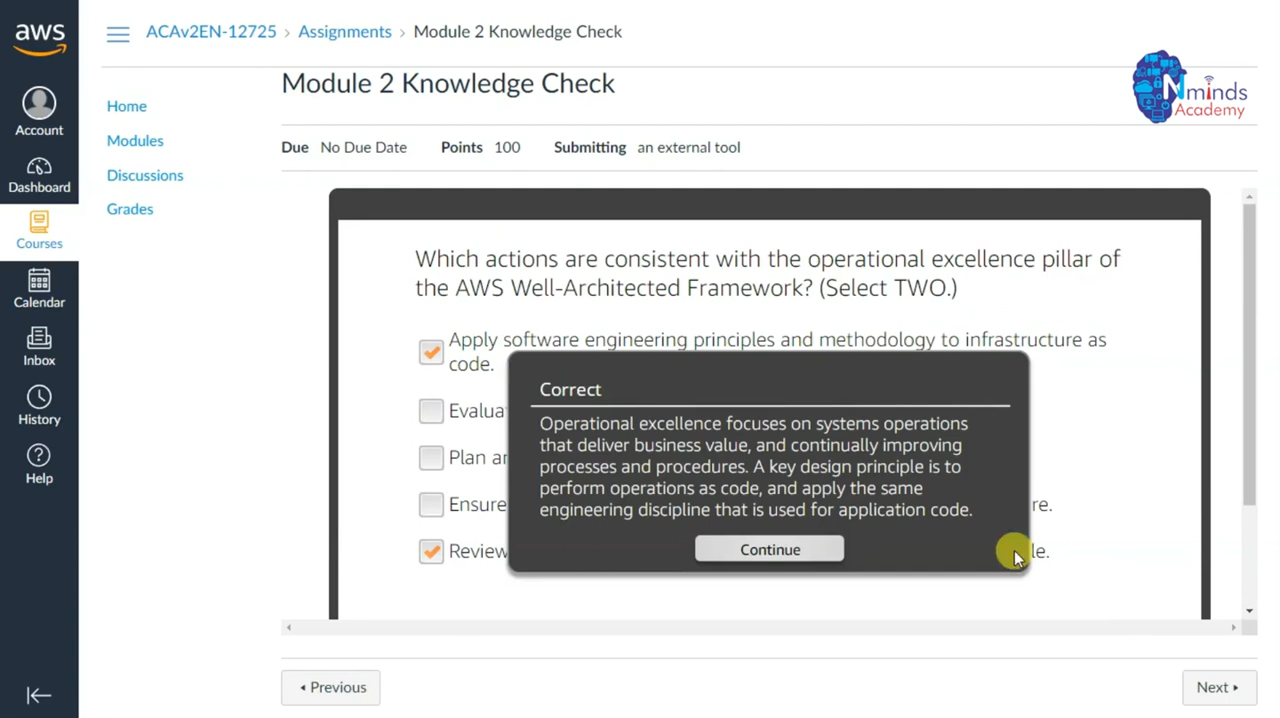 aws
ACAv2EN-12725 › Assignments › Module 2 Knowledge Check
Module 2 Knowledge Check
Nminds
Academy
Account
Dashboard
Courses
Calendar
Inbox
History
Help
Home
Modules
Discussions
Grades
Due No Due Date Points 100 Submitting an external tool
Which actions are consistent with the operational excellence pillar of
the AWS Well-Architected Framework? (Select TWO.)
Apply software engineering principles and methodology to infrastructure as
code.
Plan
Ensure
Review
Correct
Operational excellence focuses on systems operations
that deliver business value, and continually improving
processes and procedures. A key design principle is to
perform operations as code, and apply the same
engineering discipline that is used for application code.
Continue
Previous
Next